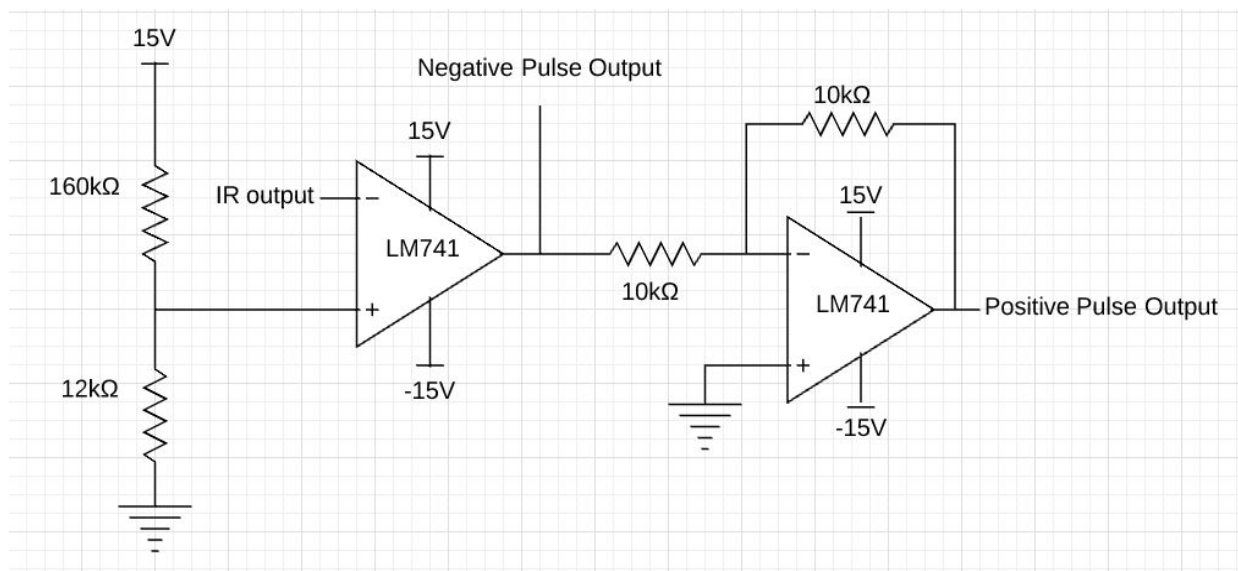 15V
Negative Pulse Output
10kΩ
15V
160kΩ
IR output
−
15V
LM741
10kΩ
−
LM741
Positive Pulse Output
+
12kΩ
-15V
+
-15V